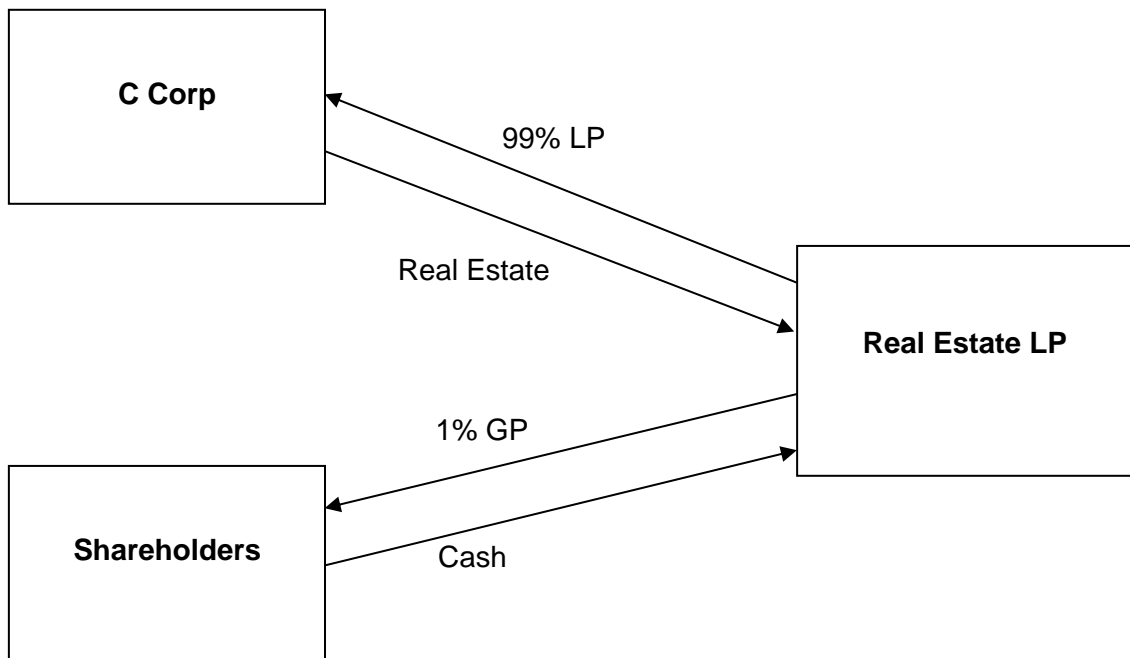 C Corp
99% LP
Real Estate
Real Estate LP
1% GP
Shareholders
Cash